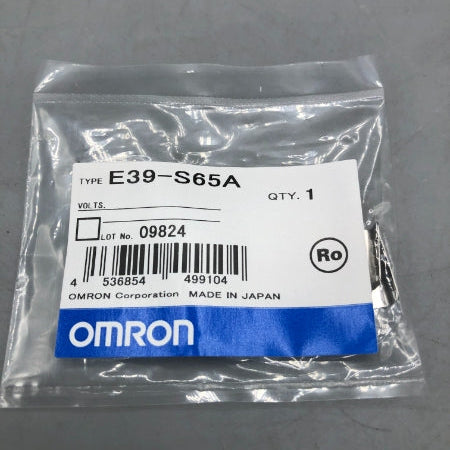 TYPE E39-S65A
QTY. 1
VOLTS.
LOT No. 09824
Ro
4 536854 499104
OMRON Corporation MADE IN JAPAN
OMRON